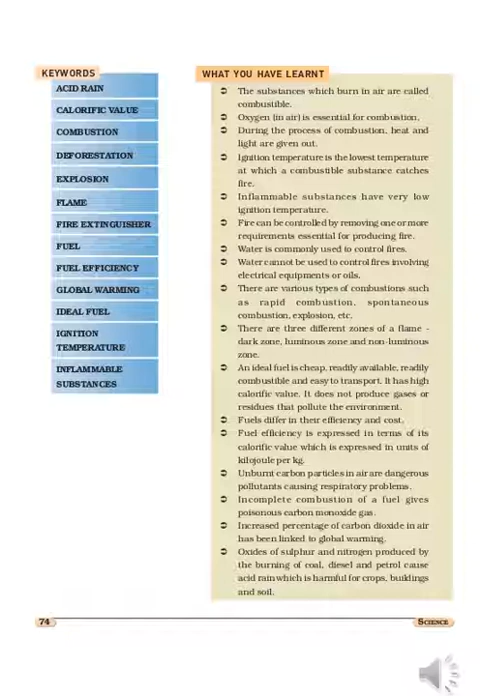 KEYWORDS
ACID RAIN
CALORIFIC VALUE
COMBUSTION
DEFORESTATION
EXPLOSION
FLAME
FIRE EXTINGUISHER
FUEL
FUEL EFFICIENCY
GLOBAL WARMING
IDEAL FUEL
IGNITION
TEMPERATURE
INFLAMMABLE
SUBSTANCES
WHAT YOU HAVE LEARNT
➲ The substances which burn in air are called
combustible.
➲ Oxygen (in air) is essential for combustion.
➲ During the process of combustion, heat and
light are given out.
➲ Ignition temperature is the lowest temperature
at which a combustible substance catches
fire.
➲ Inflammable substances have very low
ignition temperature.
➲ Fire can be controlled by removing one or more
requirements essential for producing fire.
➲ Water is commonly used to control fires.
➲ Water cannot be used to control fires involving
electrical equipments or oils.
➲ There are various types of combustions such
as rapid combustion, spontaneous
combustion, explosion, etc.
➲ There are three different zones of a flame -
dark zone, luminous zone and non-luminous
zone.
➲ An ideal fuel is cheap, readily available, readily
combustible and easy to transport. It has high
calorific value. It does not produce gases or
residues that pollute the environment.
➲ Fuels differ in their efficiency and cost.
➲ Fuel efficiency is expressed in terms of its
calorific value which is expressed in units of
kilojoule per kg.
➲ Unburnt carbon particles in air are dangerous
pollutants causing respiratory problems.
➲ Incomplete combustion of a fuel gives
poisonous carbon monoxide gas.
➲ Increased percentage of carbon dioxide in air
has been linked to global warming.
➲ Oxides of sulphur and nitrogen produced by
the burning of coal, diesel and petrol cause
acid rain which is harmful for crops, buildings
and soil.
74
SCIENCE